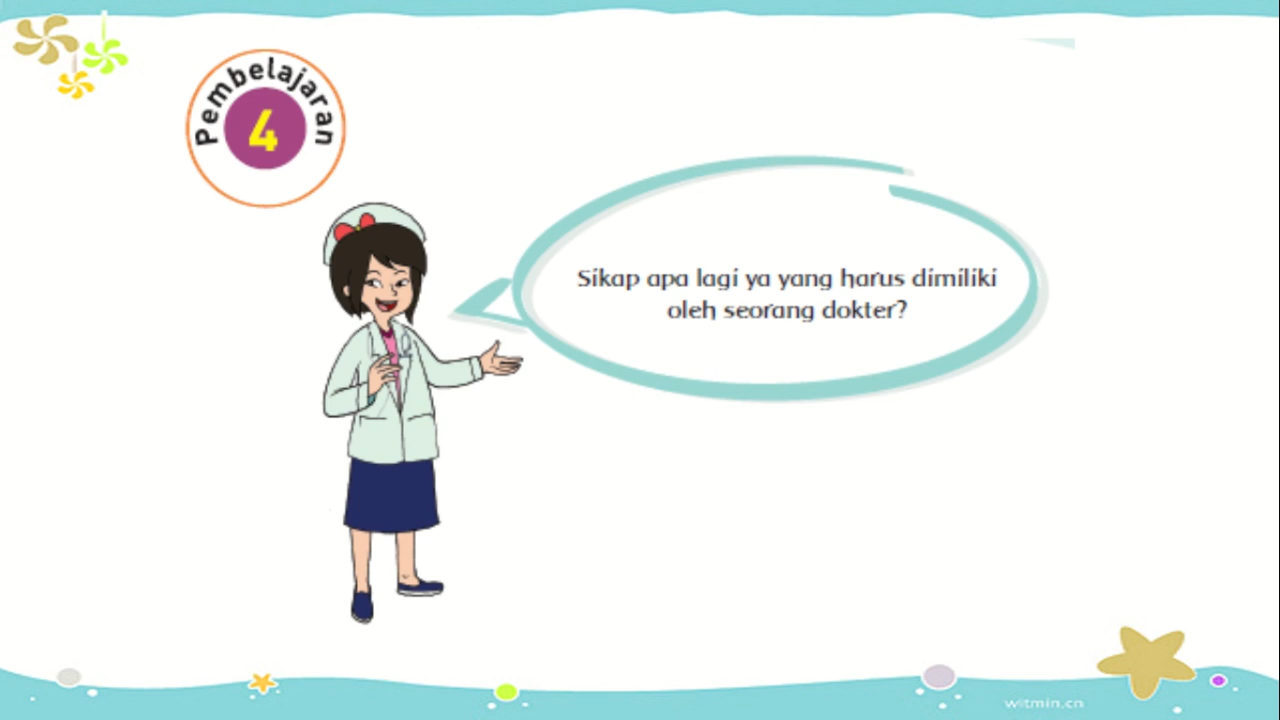 Pembelajaran
4
Sikap apa lagi ya yang harus dimiliki
oleh seorang dokter?
witmin.cn